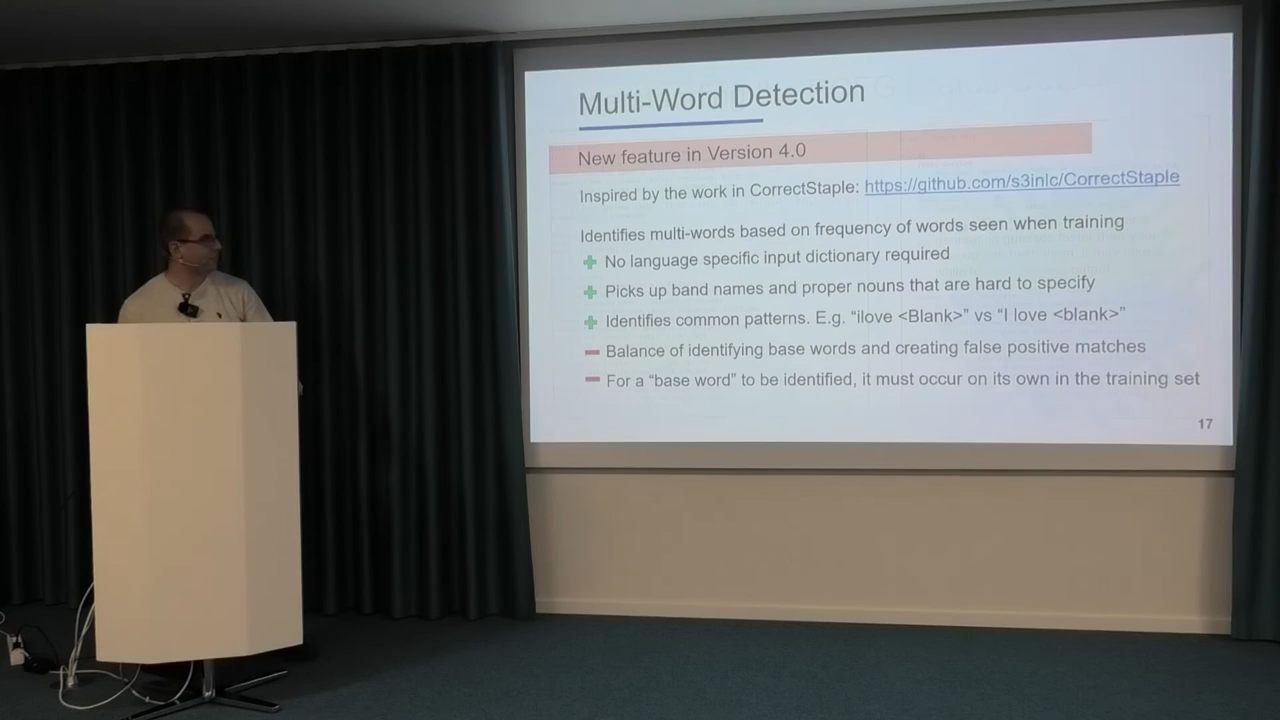 Multi-Word Detection
New feature in Version 4.0
Inspired by the work in CorrectStaple: https://github.com/s3inlc/CorrectStaple
Identifies multi-words based on frequency of words seen when training
No language specific input dictionary required
Picks up band names and proper nouns that are hard to specify
Identifies common patterns. E.g. “ilove <Blank>” vs “I love <blank>”
Balance of identifying base words and creating false positive matches
For a “base word” to be identified, it must occur on its own in the training set
17